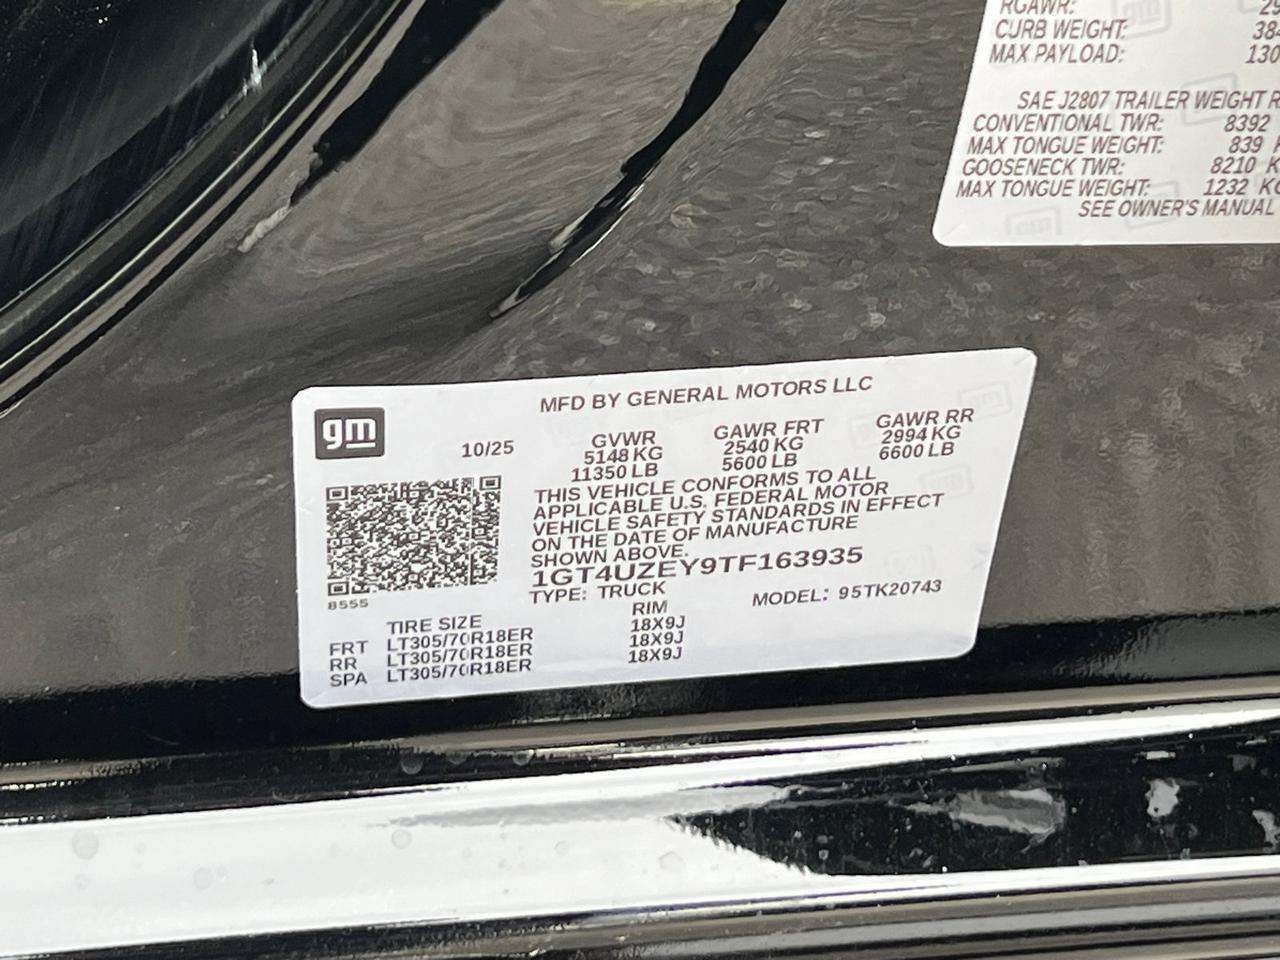 RGAWR: 29
CURB WEIGHT: 384
MAX PAYLOAD: 130
SAE J2807 TRAILER WEIGHT R
CONVENTIONAL TWR: 8392
MAX TONGUE WEIGHT: 839 K
GOOSENECK TWR: 8210 K
MAX TONGUE WEIGHT: 1232 KG
SEE OWNER'S MANUAL
MFD BY GENERAL MOTORS LLC
gm
10/25
GVWR
5148 KG
11350 LB
GAWR FRT
2540 KG
5600 LB
GAWR RR
2994 KG
6600 LB
THIS VEHICLE CONFORMS TO ALL
APPLICABLE U.S. FEDERAL MOTOR
VEHICLE SAFETY STANDARDS IN EFFECT
ON THE DATE OF MANUFACTURE
SHOWN ABOVE.
1GT4UZEY9TF163935
TYPE: TRUCK
MODEL: 95TK20743
8555
TIRE SIZE RIM
FRT LT305/70R18ER 18X9J
RR LT305/70R18ER 18X9J
SPA LT305/70R18ER 18X9J